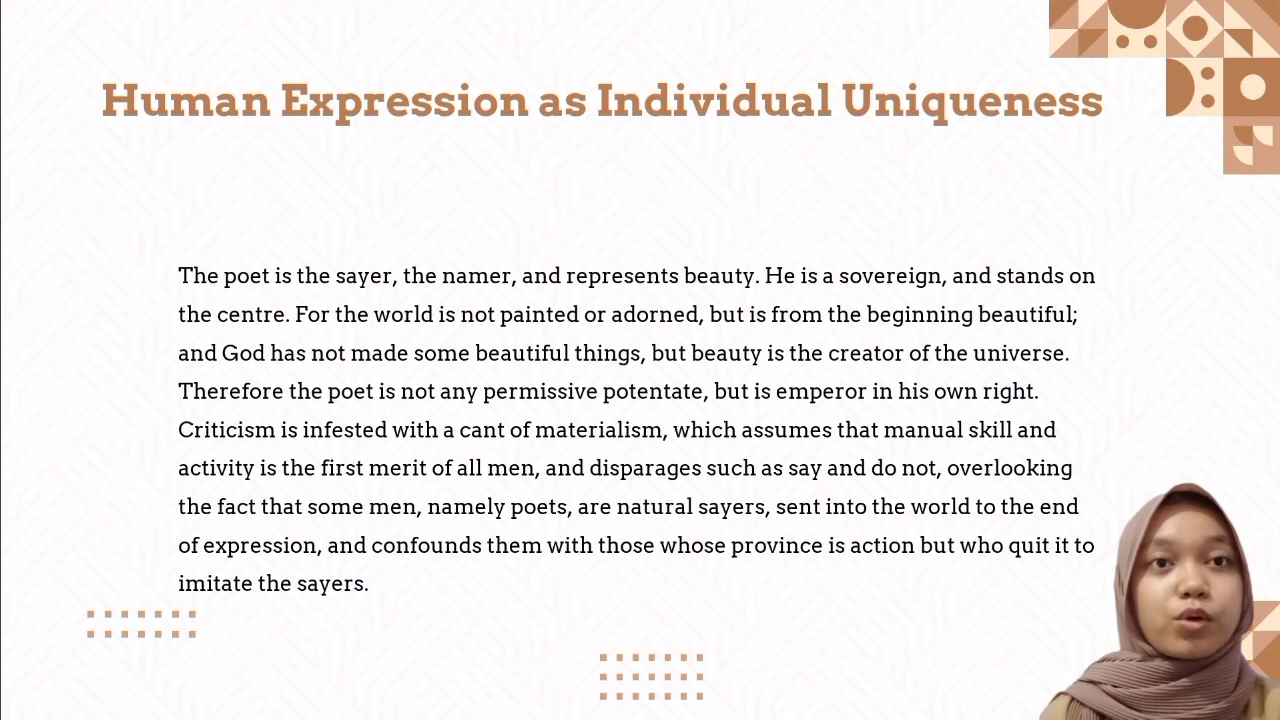 Human Expression as Individual Uniqueness
The poet is the sayer, the namer, and represents beauty. He is a sovereign, and stands on
the centre. For the world is not painted or adorned, but is from the beginning beautiful;
and God has not made some beautiful things, but beauty is the creator of the universe.
Therefore the poet is not any permissive potentate, but is emperor in his own right.
Criticism is infested with a cant of materialism, which assumes that manual skill and
activity is the first merit of all men, and disparages such as say and do not, overlooking
the fact that some men, namely poets, are natural sayers, sent into the world to the end
of expression, and confounds them with those whose province is action but who quit it to
imitate the sayers.